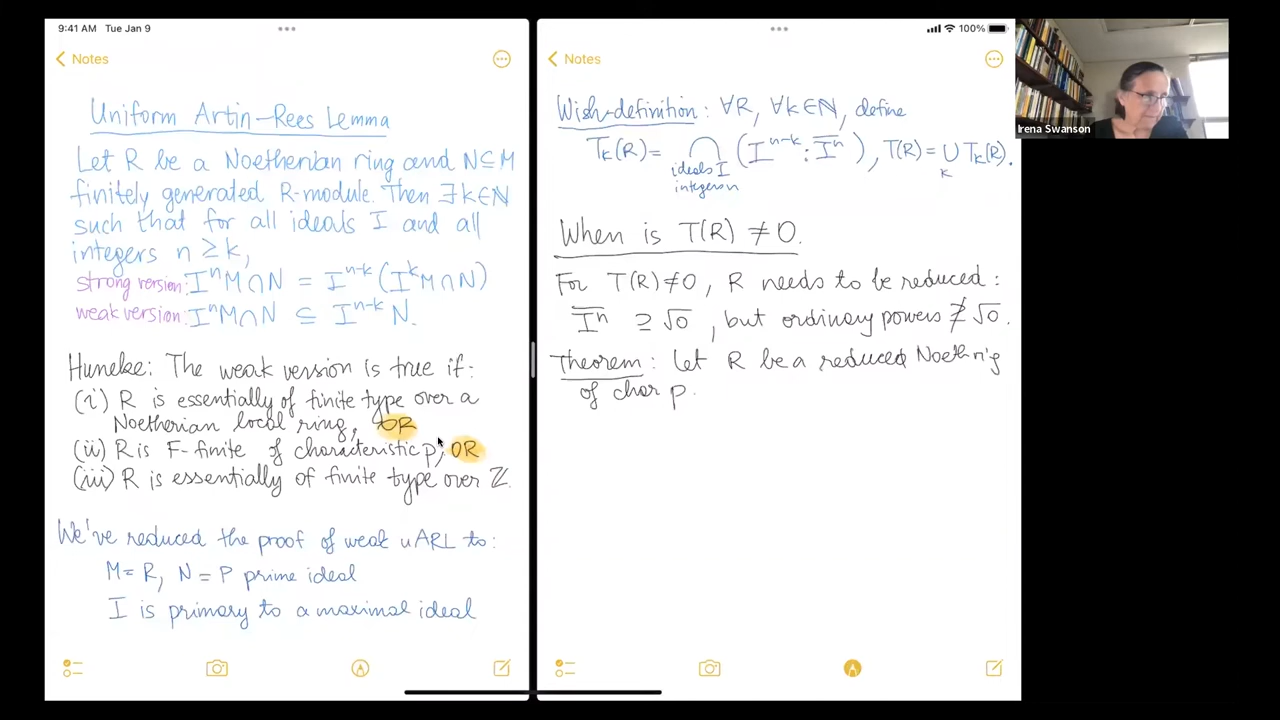 9:41 AM Tue Jan 9
Notes
Uniform Artin-Rees Lemma
Let R be a Noetherian ring and N⊆M
finitely generated R-module. Then ∃k∈ℕ
such that for all ideals I and all
integers n ≥ k,
strong version: IⁿM∩N = Iⁿ⁻ᵏ(IᵏM∩N)
weak version: IⁿM∩N ⊆ Iⁿ⁻ᵏN.
Huneke: The weak version is true if:
(i) R is essentially of finite type over a
Noetherian local ring, OR
(ii) R is F-finite of characteristic p, OR
(iii) R is essentially of finite type over ℤ.
We've reduced the proof of weak uARL to:
M=R, N=P prime ideal
I is primary to a maximal ideal
100%
Notes
Wish-definition: ∀R, ∀k∈ℕ, define
Tₖ(R)= ∩ (Iⁿ⁻ᵏ : I̅ⁿ̅), T(R)= ∪ Tₖ(R).
ideals I k
integers n
When is T(R) ≠ 0.
For T(R)≠0, R needs to be reduced:
I̅ⁿ̅ ⊇ √0, but ordinary powers ⊉ √0.
Theorem: Let R be a reduced Noeth ring
of char p.
Irena Swanson